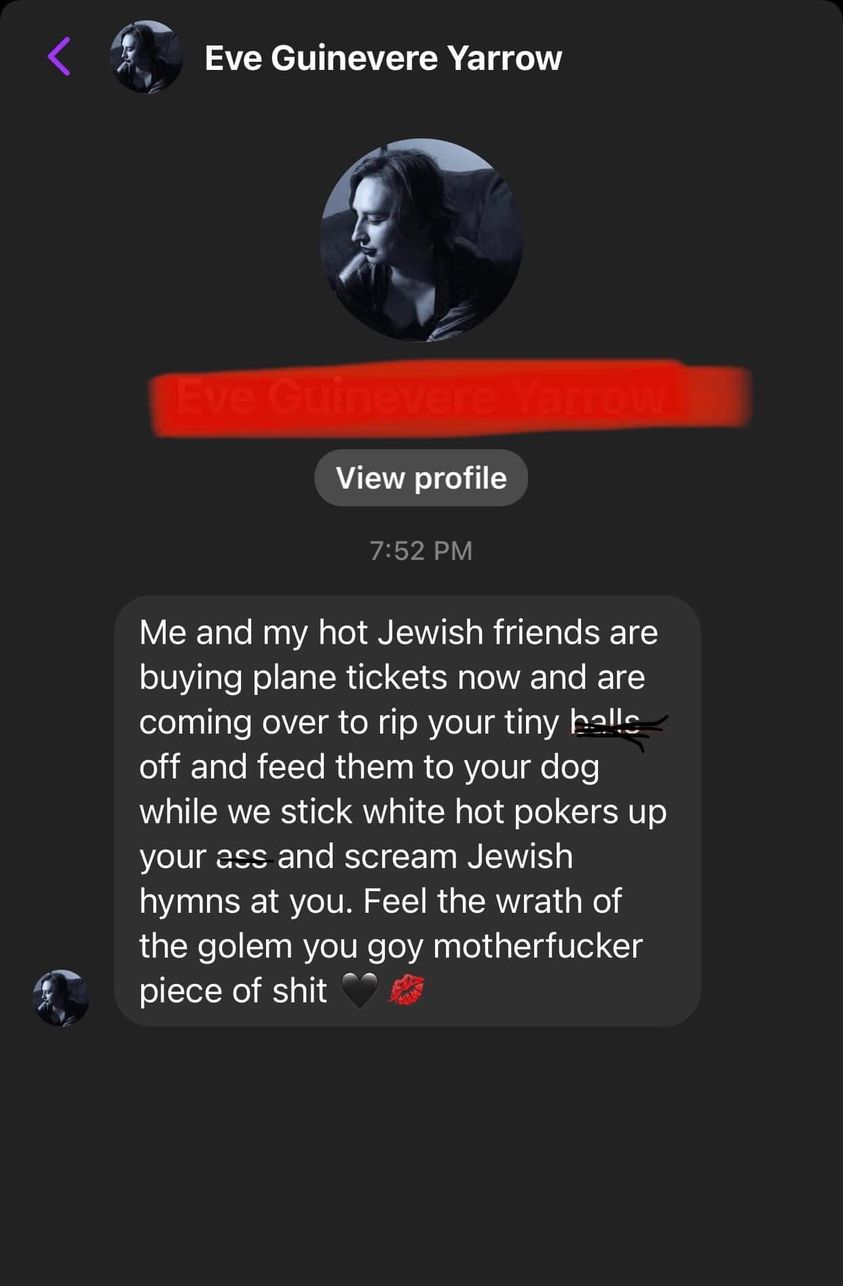 Eve Guinevere Yarrow
Eve Guinevere Yarrow
View profile
7:52 PM
Me and my hot Jewish friends are
buying plane tickets now and are
coming over to rip your tiny balls
off and feed them to your dog
while we stick white hot pokers up
your ass and scream Jewish
hymns at you. Feel the wrath of
the golem you goy motherfucker
piece of shit 🖤💋